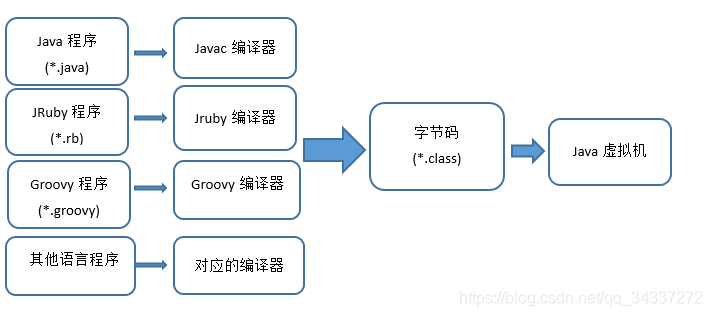 Java 程序
(*.java)
Javac 编译器
JRuby 程序
(*.rb)
Jruby 编译器
Groovy 程序
(*.groovy)
Groovy 编译器
其他语言程序
对应的编译器
字节码
(*.class)
Java 虚拟机
https://blog.csdn.net/qq_34337272